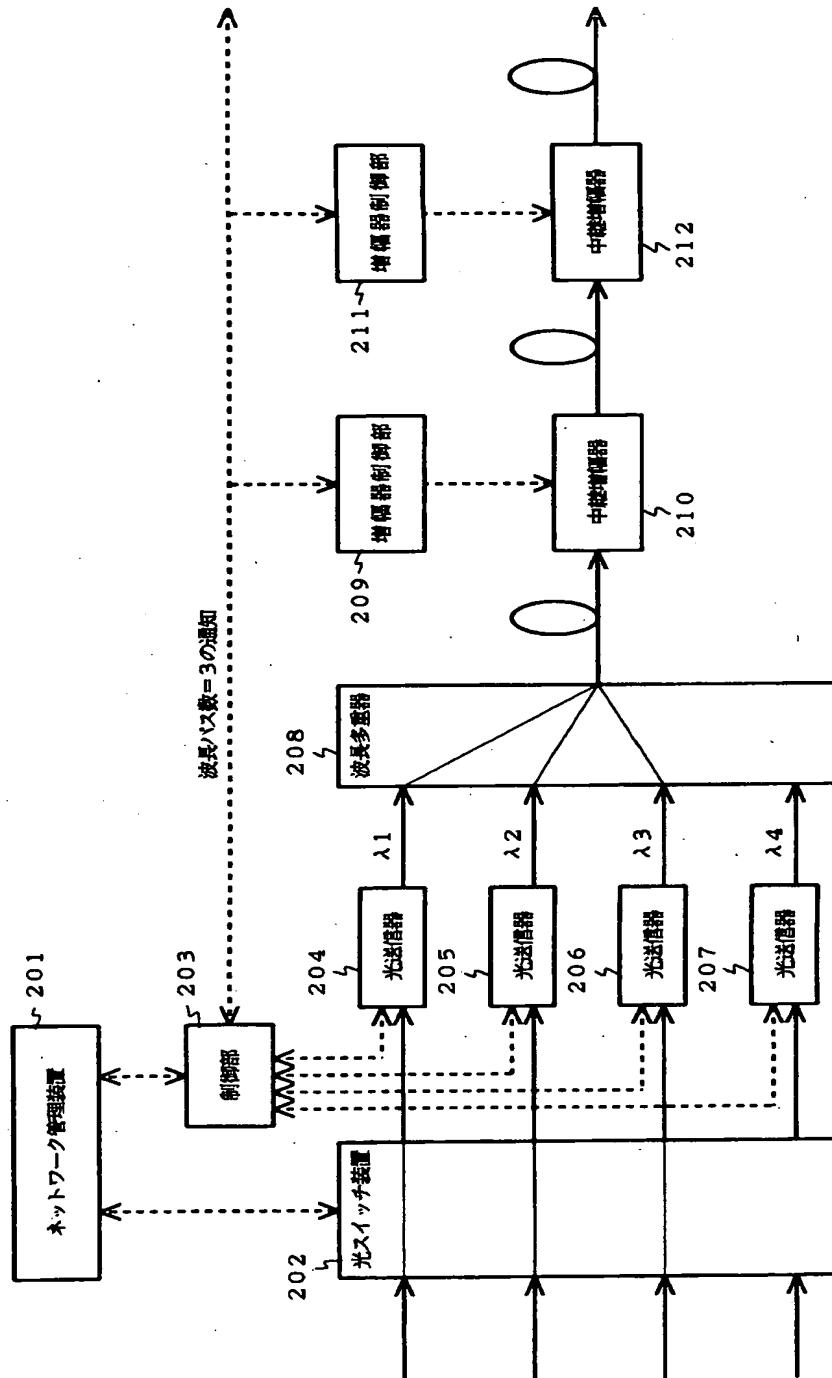 201
ネットワーク管理装置
203
制御部
波長パス数=3の通知
202
光スイッチ装置
204
光送信器
λ1
205
光送信器
λ2
206
光送信器
λ3
207
光送信器
λ4
208
波長多重器
209
増幅器制御部
210
中継増幅器
211
増幅器制御部
212
中継増幅器